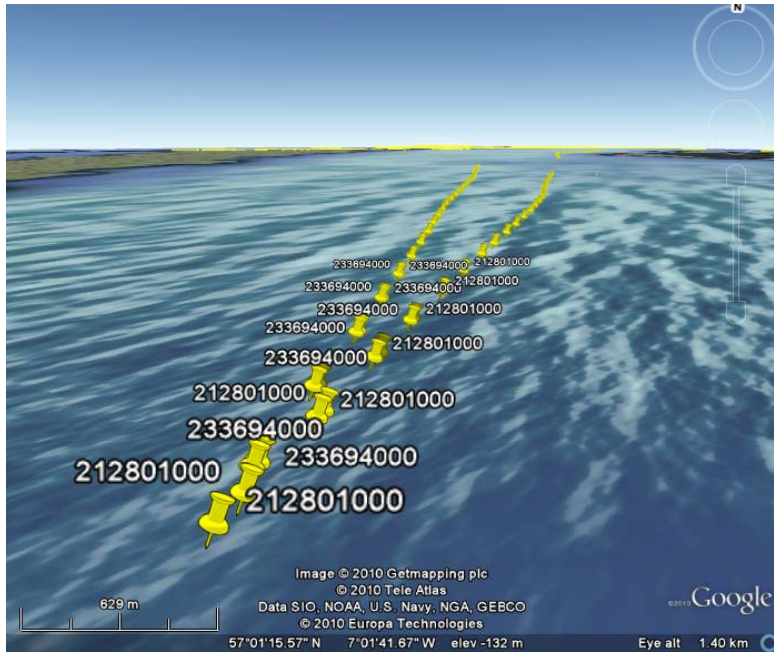 N
233694000
233694000
212801000
233694000
233694000
212801000
233694000
212801000
233694000
212801000
233694000
212801000
212801000
233694000
233694000
212801000
212801000
Image © 2010 Getmapping plc
© 2010 Tele Atlas
Data SIO, NOAA, U.S. Navy, NGA, GEBCO
© 2010 Europa Technologies
629 m
©2010 Google
57°01'15.57" N 7°01'41.67" W elev -132 m Eye alt 1.40 km